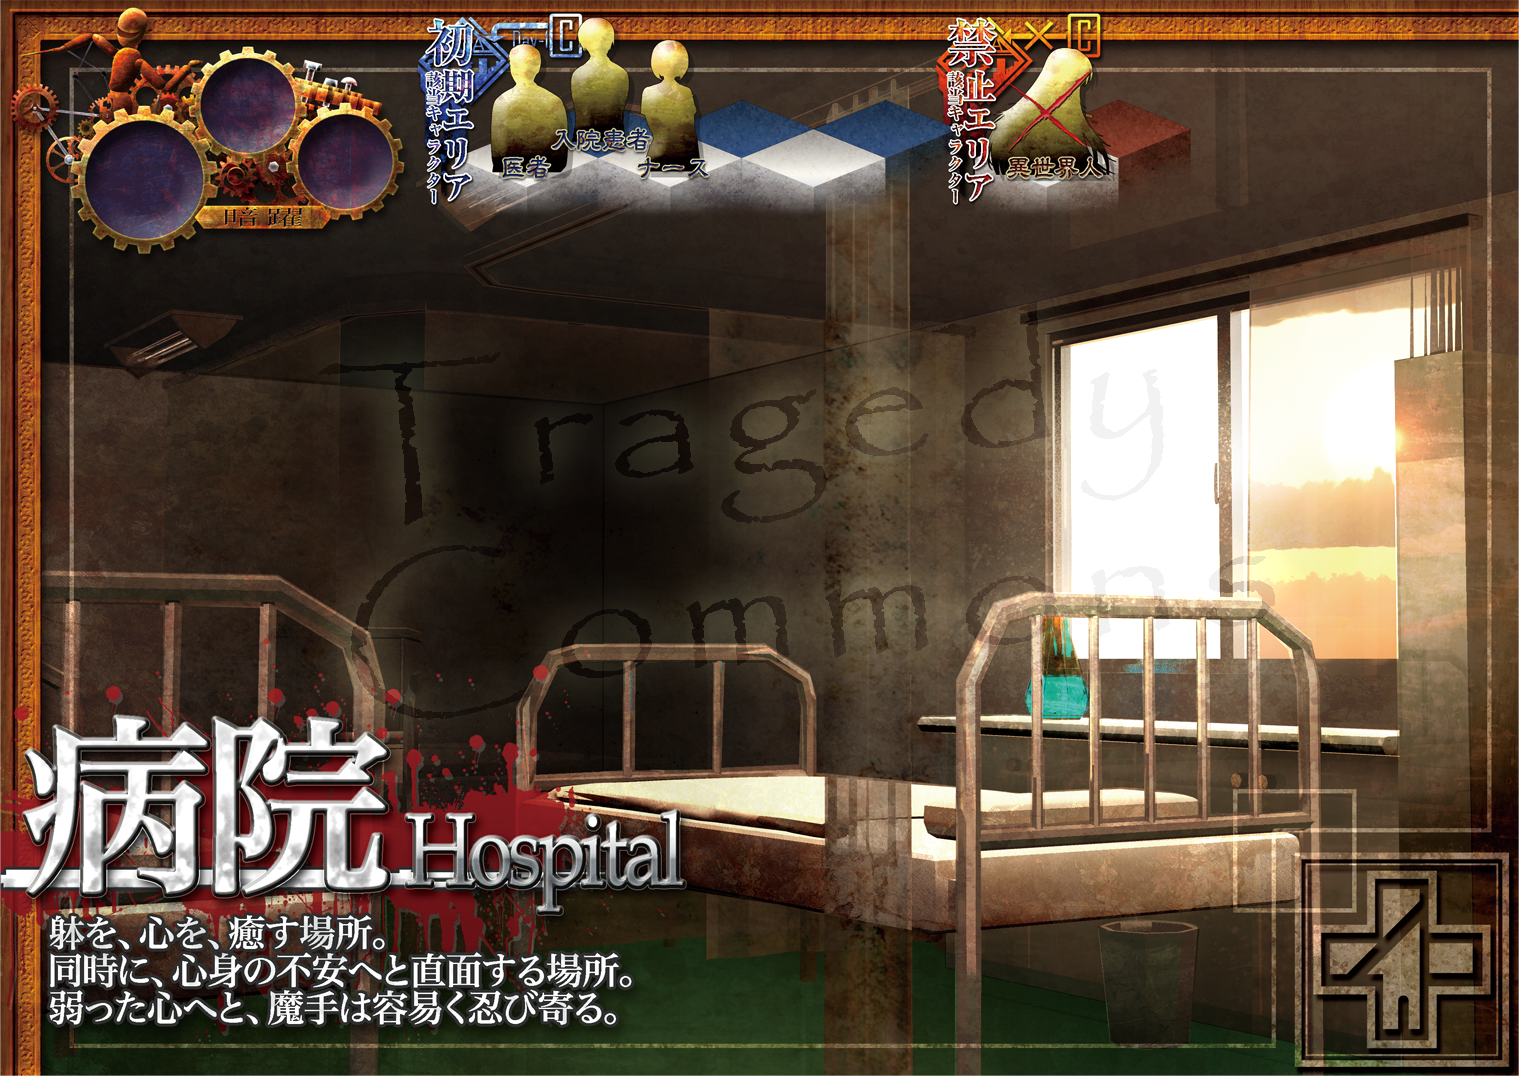 暗躍
初期エリア
該当キャラクター
Day
C
医者
入院患者
ナース
禁止エリア
該当キャラクター
C
異世界人
Tragedy
Commons
病院 Hospital
躰を、心を、癒す場所。
同時に、心身の不安へと直面する場所。
弱った心へと、魔手は容易く忍び寄る。